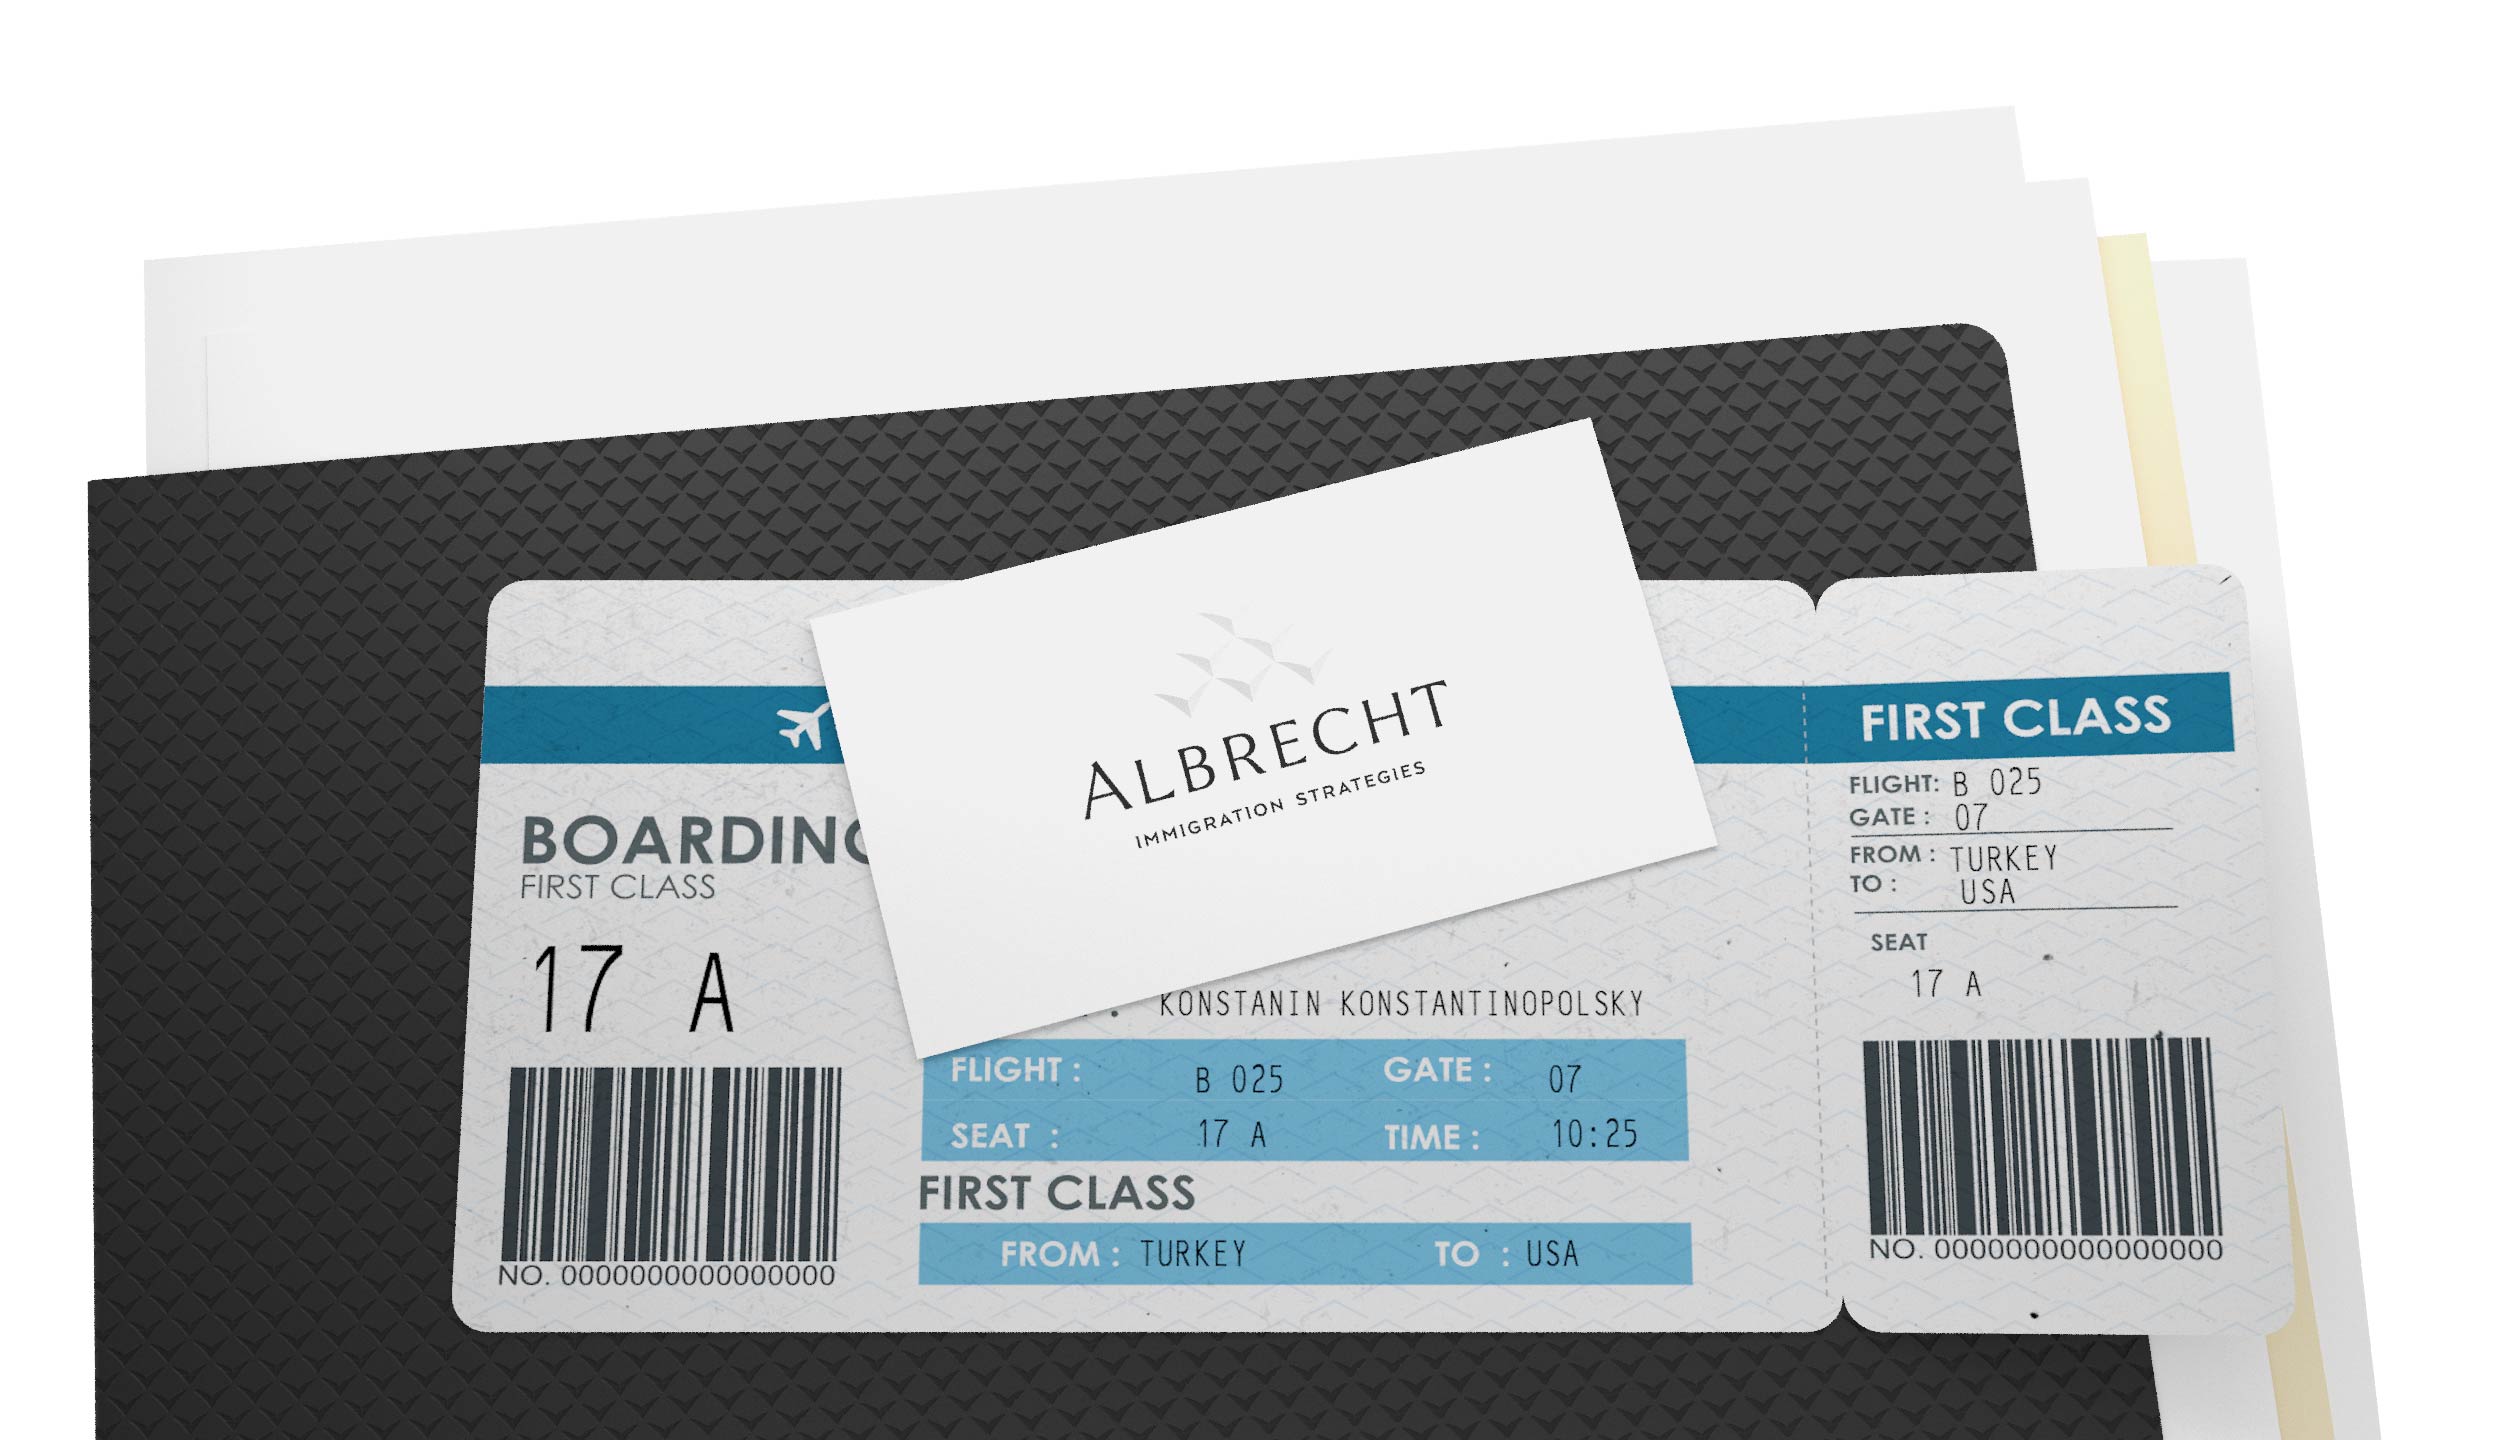 ALBRECHT
IMMIGRATION STRATEGIES
BOARDING
FIRST CLASS
17 A
NO. 0000000000000000
KONSTANIN KONSTANTINOPOLSKY
FLIGHT : B 025 GATE : 07
SEAT : 17 A TIME : 10:25
FIRST CLASS
FROM : TURKEY TO : USA
FIRST CLASS
FLIGHT: B 025
GATE : 07
FROM : TURKEY
TO : USA
SEAT
17 A
NO. 0000000000000000